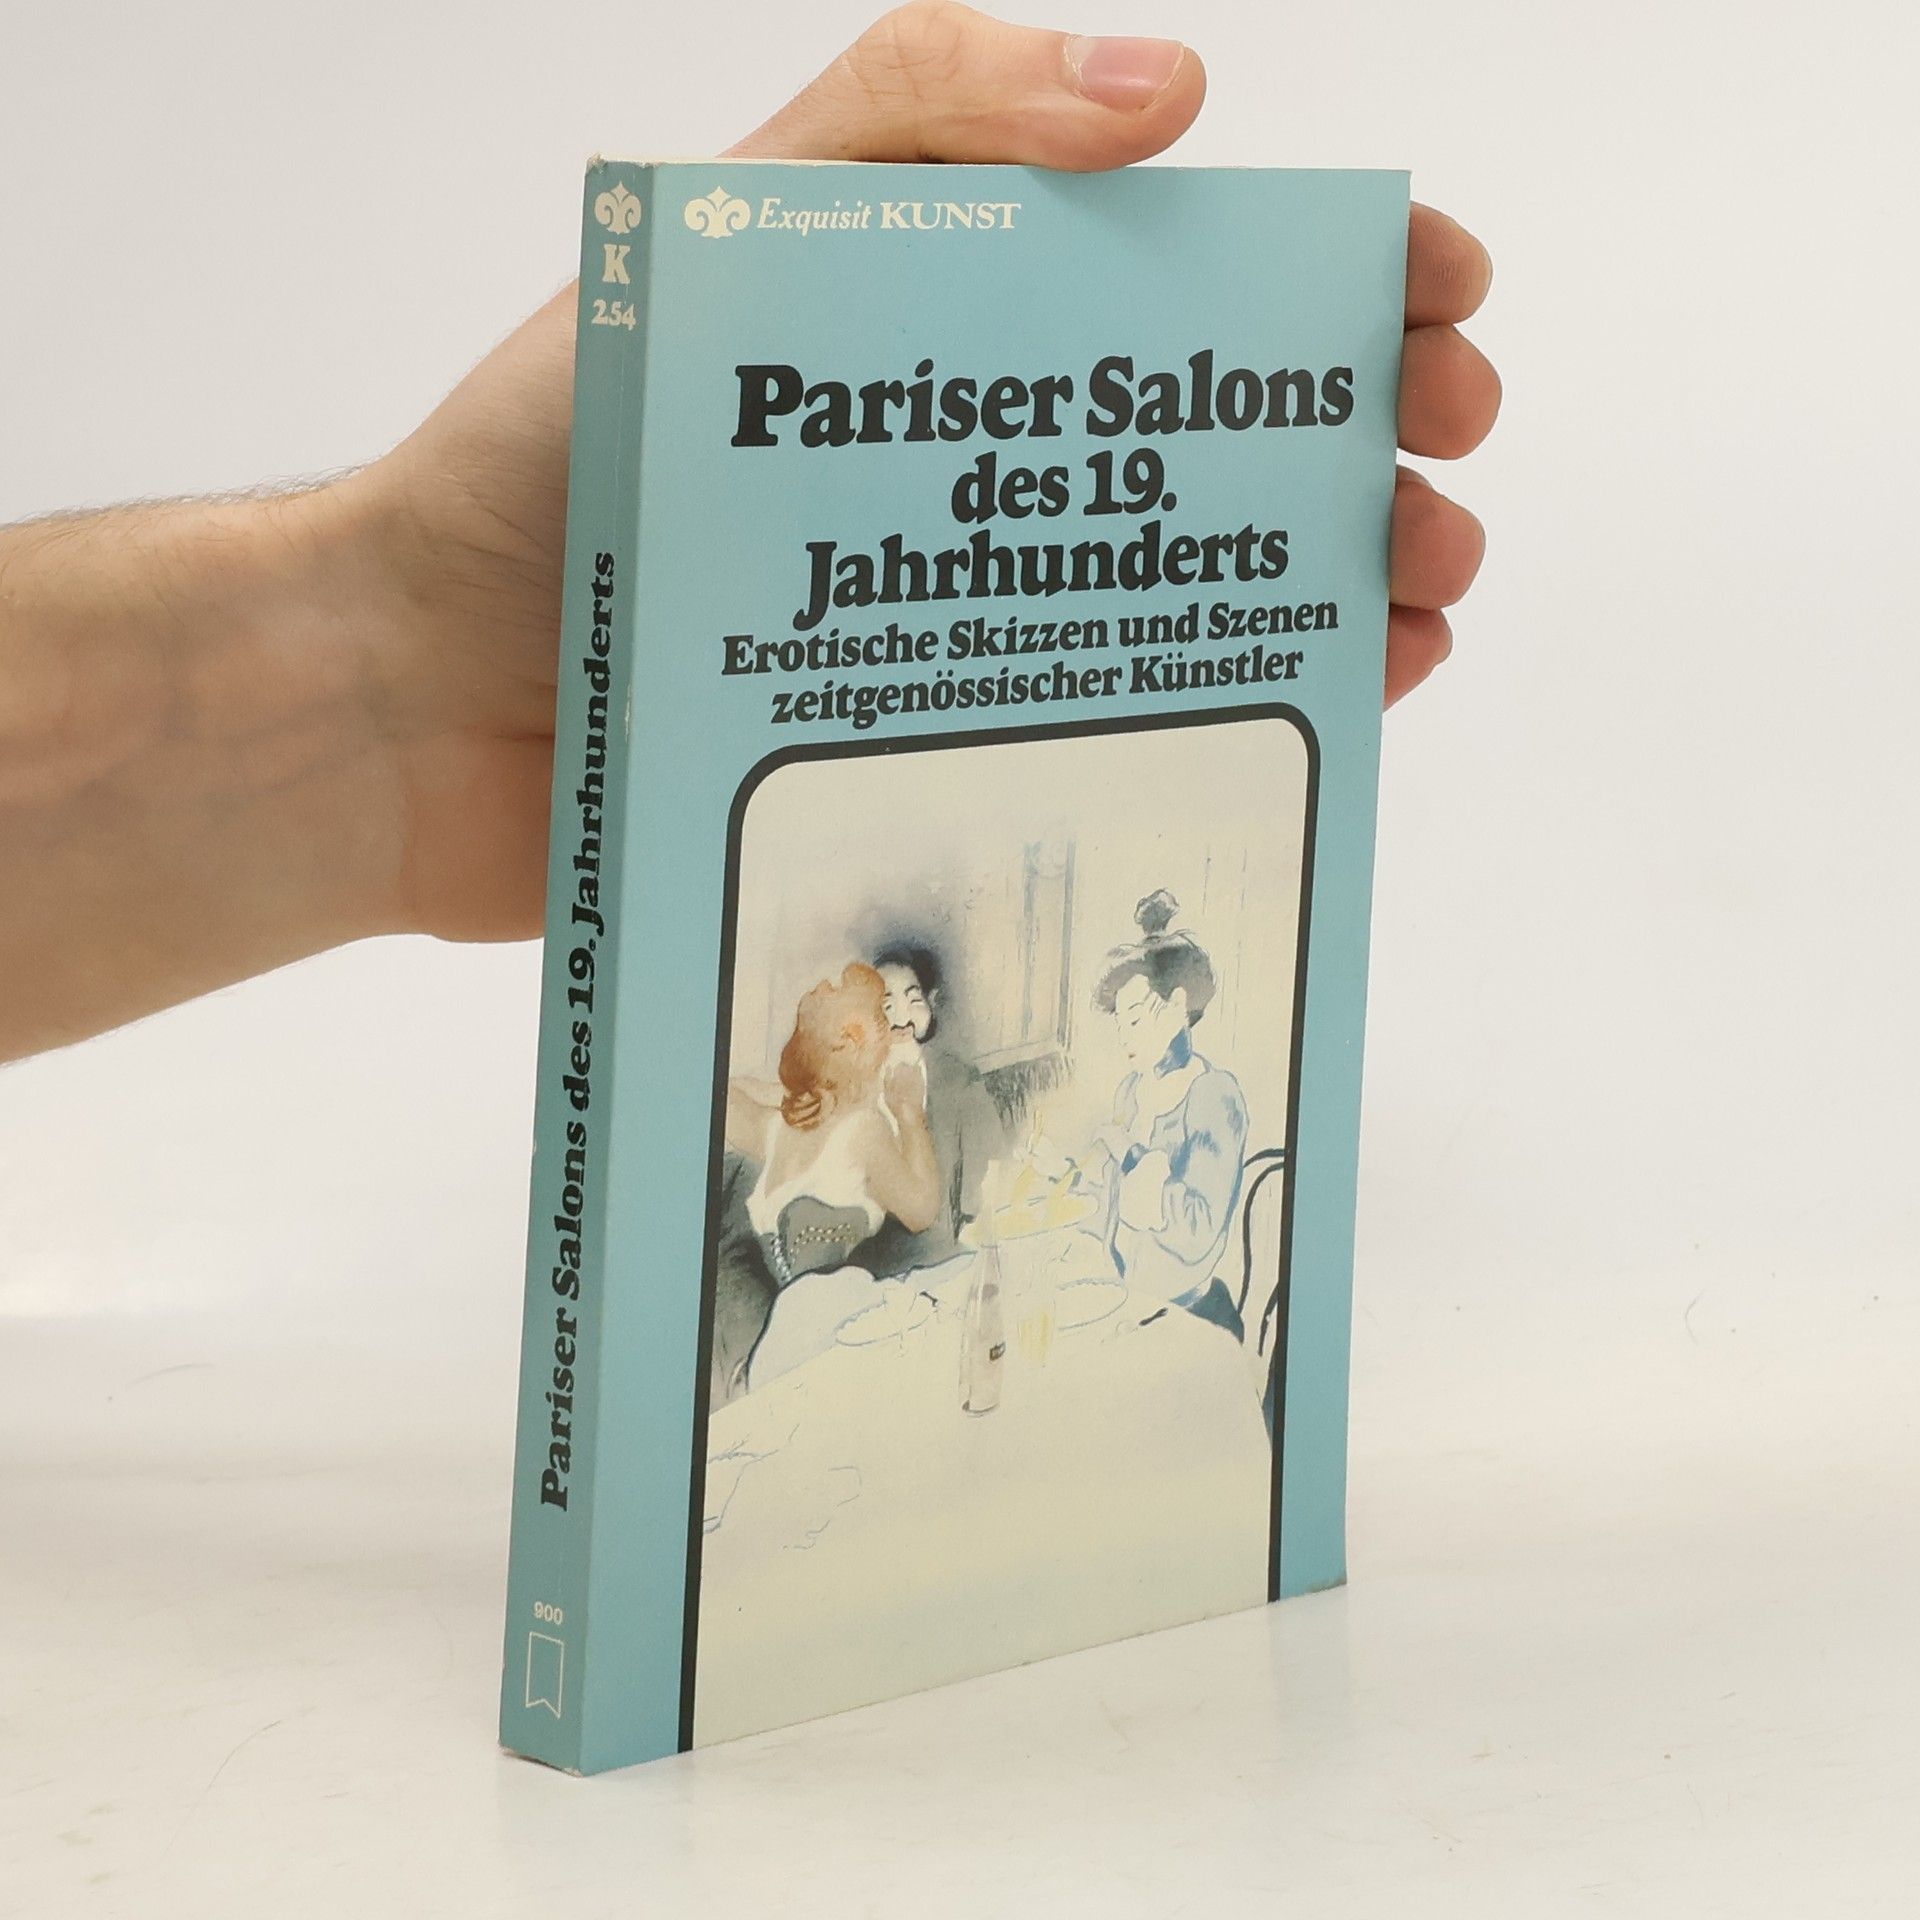 Exquisit KUNST
Pariser Salons
des 19.
Jahrhunderts
Erotische Skizzen und Szenen
zeitgenössischer Künstler
K
254
Pariser Salons des 19. Jahrhunderts
900